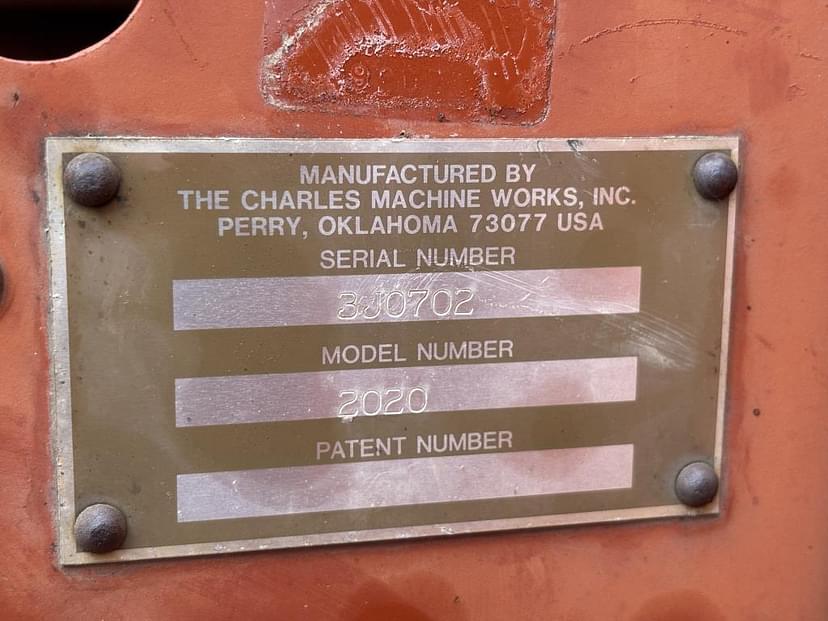 MANUFACTURED BY
THE CHARLES MACHINE WORKS, INC.
PERRY, OKLAHOMA 73077 USA
SERIAL NUMBER
3J0702
MODEL NUMBER
2020
PATENT NUMBER